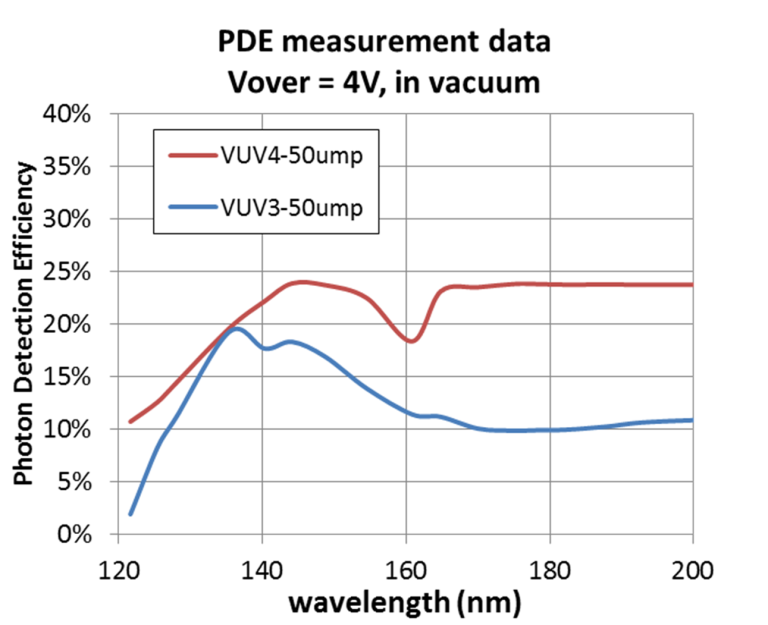 PDE measurement data
Vover = 4V, in vacuum
40%
35%
30%
25%
20%
15%
10%
5%
0%
Photon Detection Efficiency
VUV4-50ump
VUV3-50ump
120 140 160 180 200
wavelength (nm)